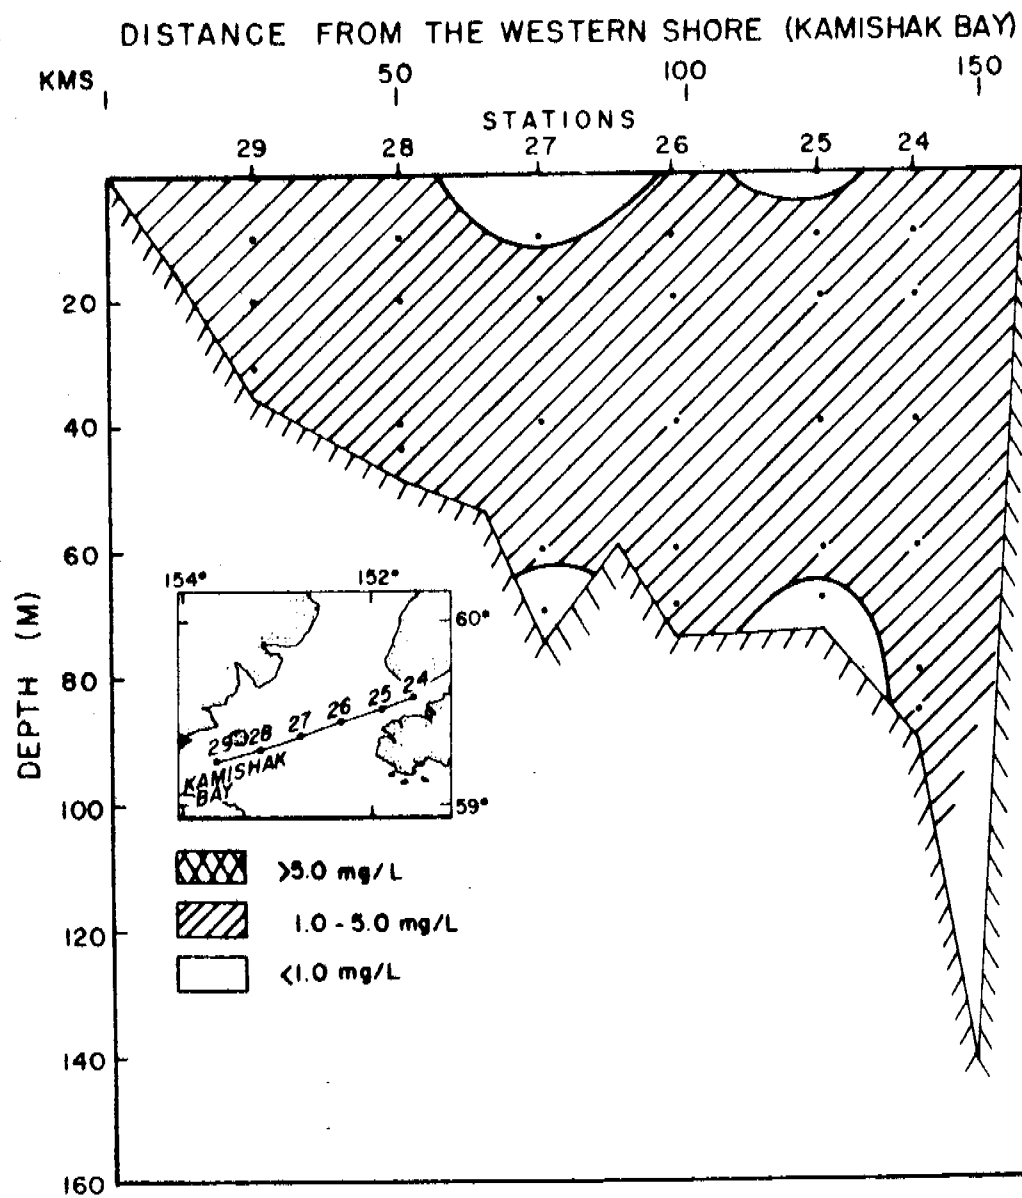 DISTANCE FROM THE WESTERN SHORE (KAMISHAK BAY)
KMS 50 100 150
STATIONS
29 28 27 26 25 24
20
40
60
80
100
120
140
160
DEPTH (M)
154° 152°
60°
59°
29 28 27 26 25 24
KAMISHAK
BAY
>5.0 mg/L
1.0 - 5.0 mg/L
<1.0 mg/L